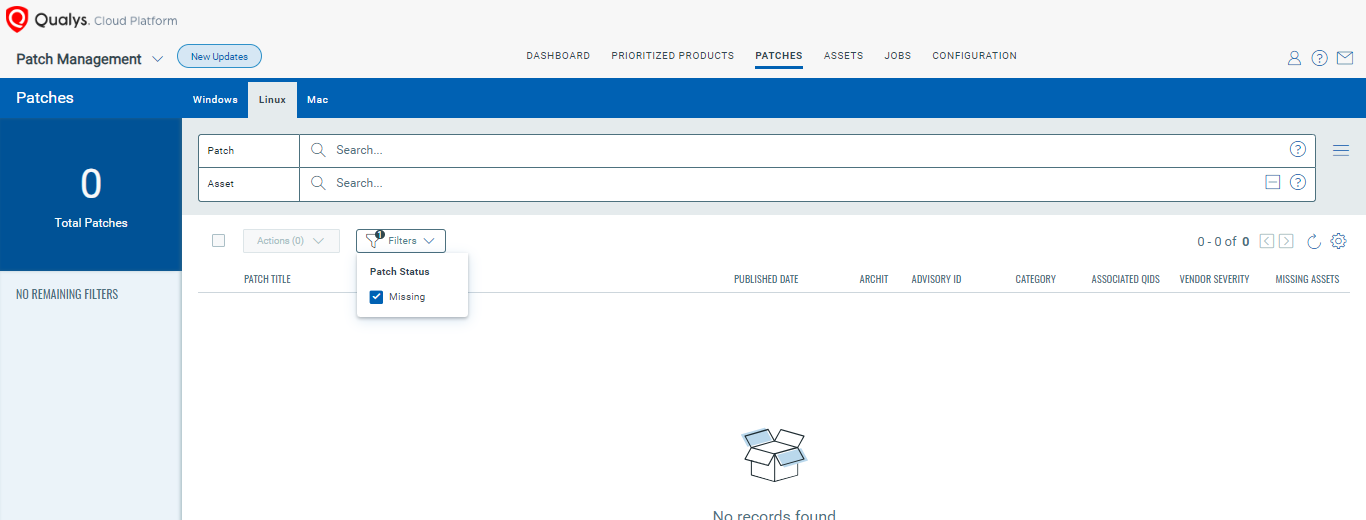 Qualys. Cloud Platform
Patch Management
New Updates
DASHBOARD
PRIORITIZED PRODUCTS
PATCHES
ASSETS
JOBS
CONFIGURATION
Patches
Windows
Linux
Mac
0
Total Patches
NO REMAINING FILTERS
Patch
Search...
Asset
Search...
Actions (0)
1
Filters
0 - 0 of 0
Patch Status
Missing
PATCH TITLE
PUBLISHED DATE
ARCHIT
ADVISORY ID
CATEGORY
ASSOCIATED QIDS
VENDOR SEVERITY
MISSING ASSETS
No records found